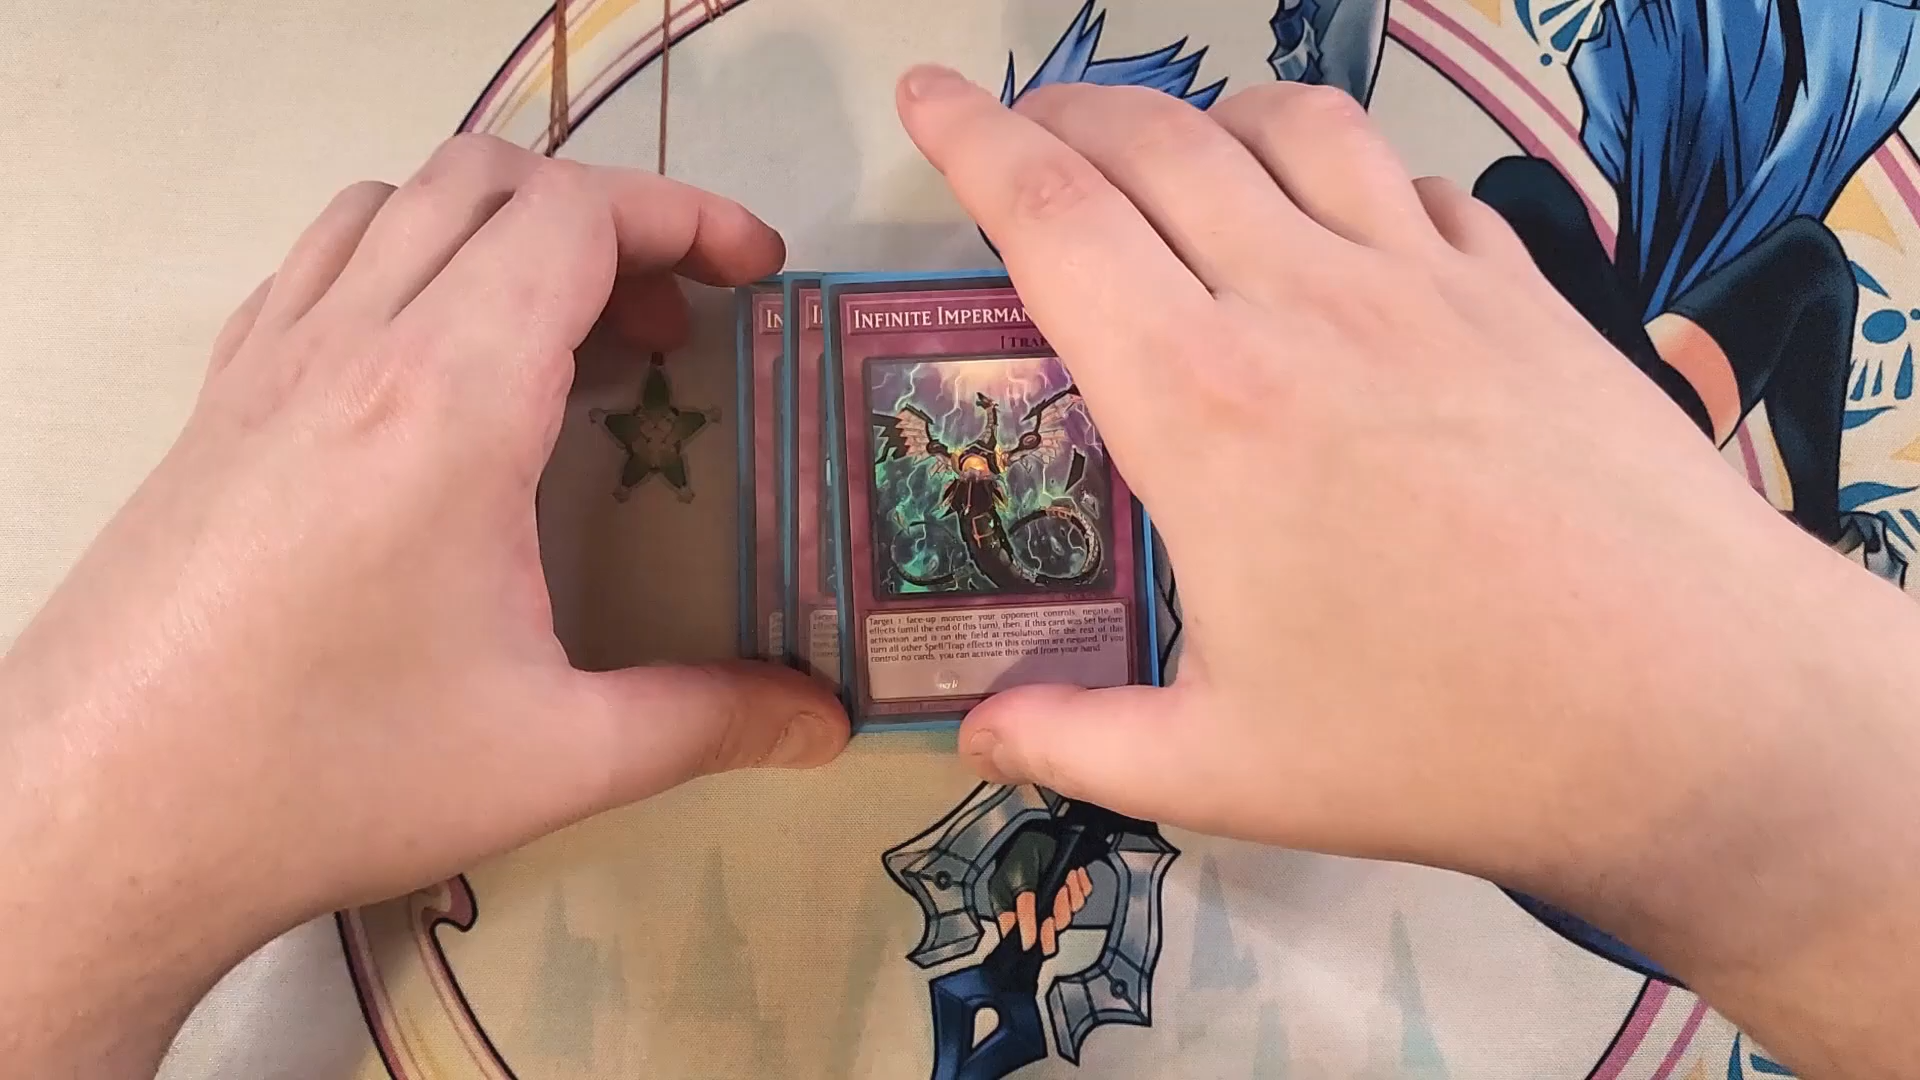 IN
I
INFINITE IMPERMAN
[TRAP
Target 1 face-up monster your opponent controls; negate its
effects (until the end of this turn), then, if this card was Set before
activation and is on the field at resolution, for the rest of this
turn all other Spell/Trap effects in this column are negated. If you
control no cards, you can activate this card from your hand.